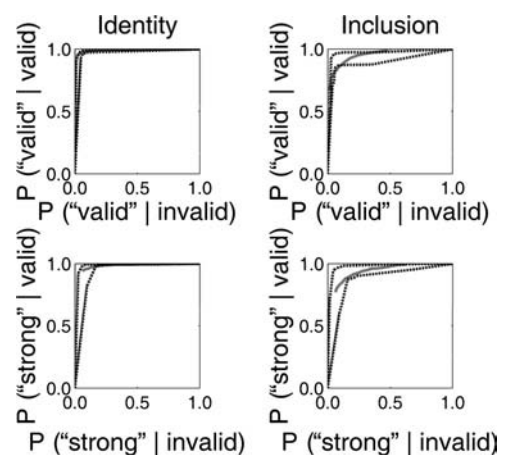 Identity
Inclusion
P ("valid" | valid)
1.0
0.5
0.0
0.0 0.5 1.0
P ("valid" | invalid)
P ("valid" | valid)
1.0
0.5
0.0
0.0 0.5 1.0
P ("valid" | invalid)
P ("strong" | valid)
1.0
0.5
0.0
0.0 0.5 1.0
P ("strong" | invalid)
P ("strong" | valid)
1.0
0.5
0.0
0.0 0.5 1.0
P ("strong" | invalid)